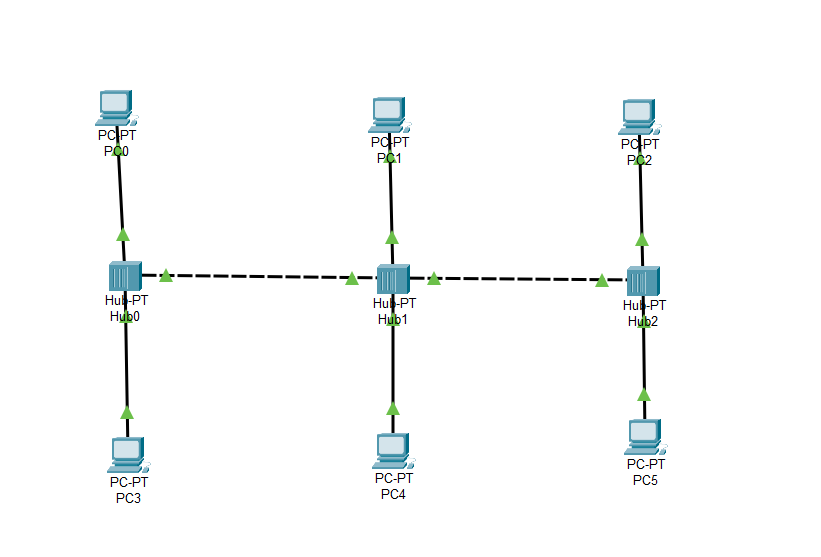 PC-PT
PC0
PC-PT
PC1
PC-PT
PC2
Hub-PT
Hub0
Hub-PT
Hub1
Hub-PT
Hub2
PC-PT
PC3
PC-PT
PC4
PC-PT
PC5